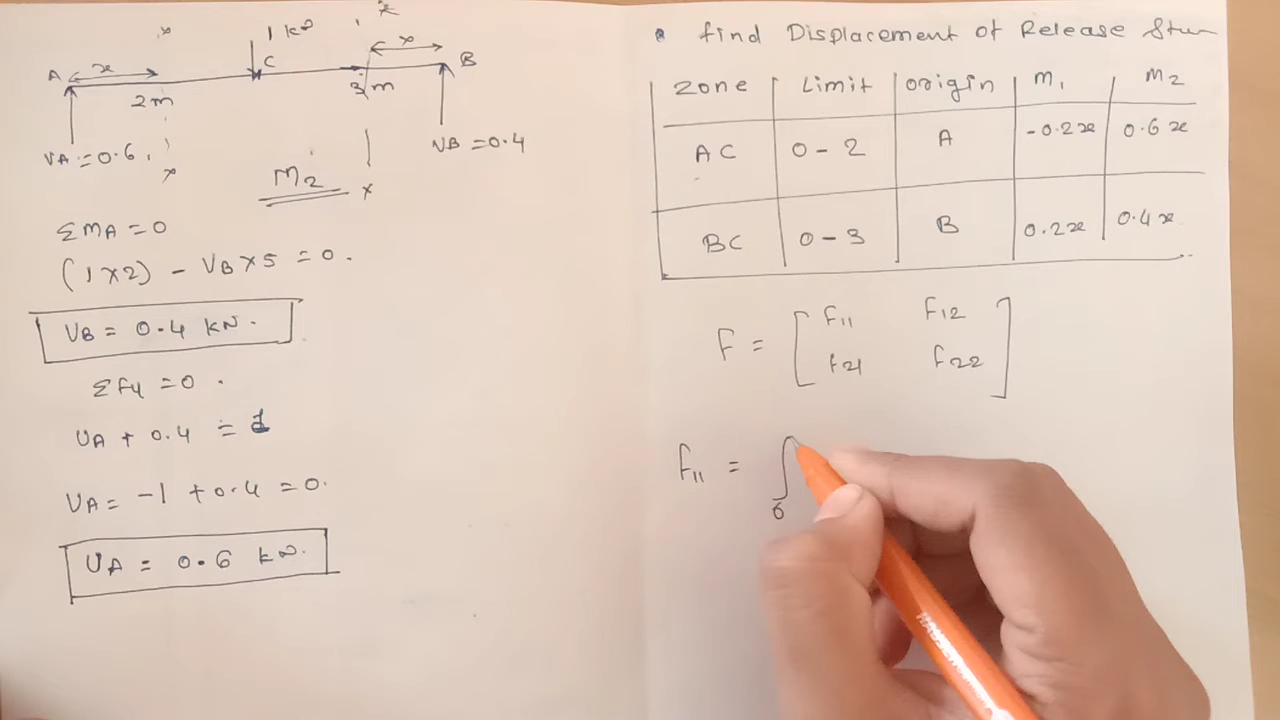 1 kN
x x
A C B
2m 3m
VA = 0.6 VB = 0.4
M2
ΣMA = 0
(1x2) - VB x 5 = 0.
VB = 0.4 kN.
ΣFy = 0.
VA + 0.4 = 1
VA = -1 + 0.4 = 0.
VA = 0.6 kN.
Find Displacement of Release
Zone Limit origin M1 M2
AC 0-2 A -0.2x 0.6x
BC 0-3 B 0.2x 0.4x
F = [ F11 F12
F21 F22 ]
F11 = ∫0